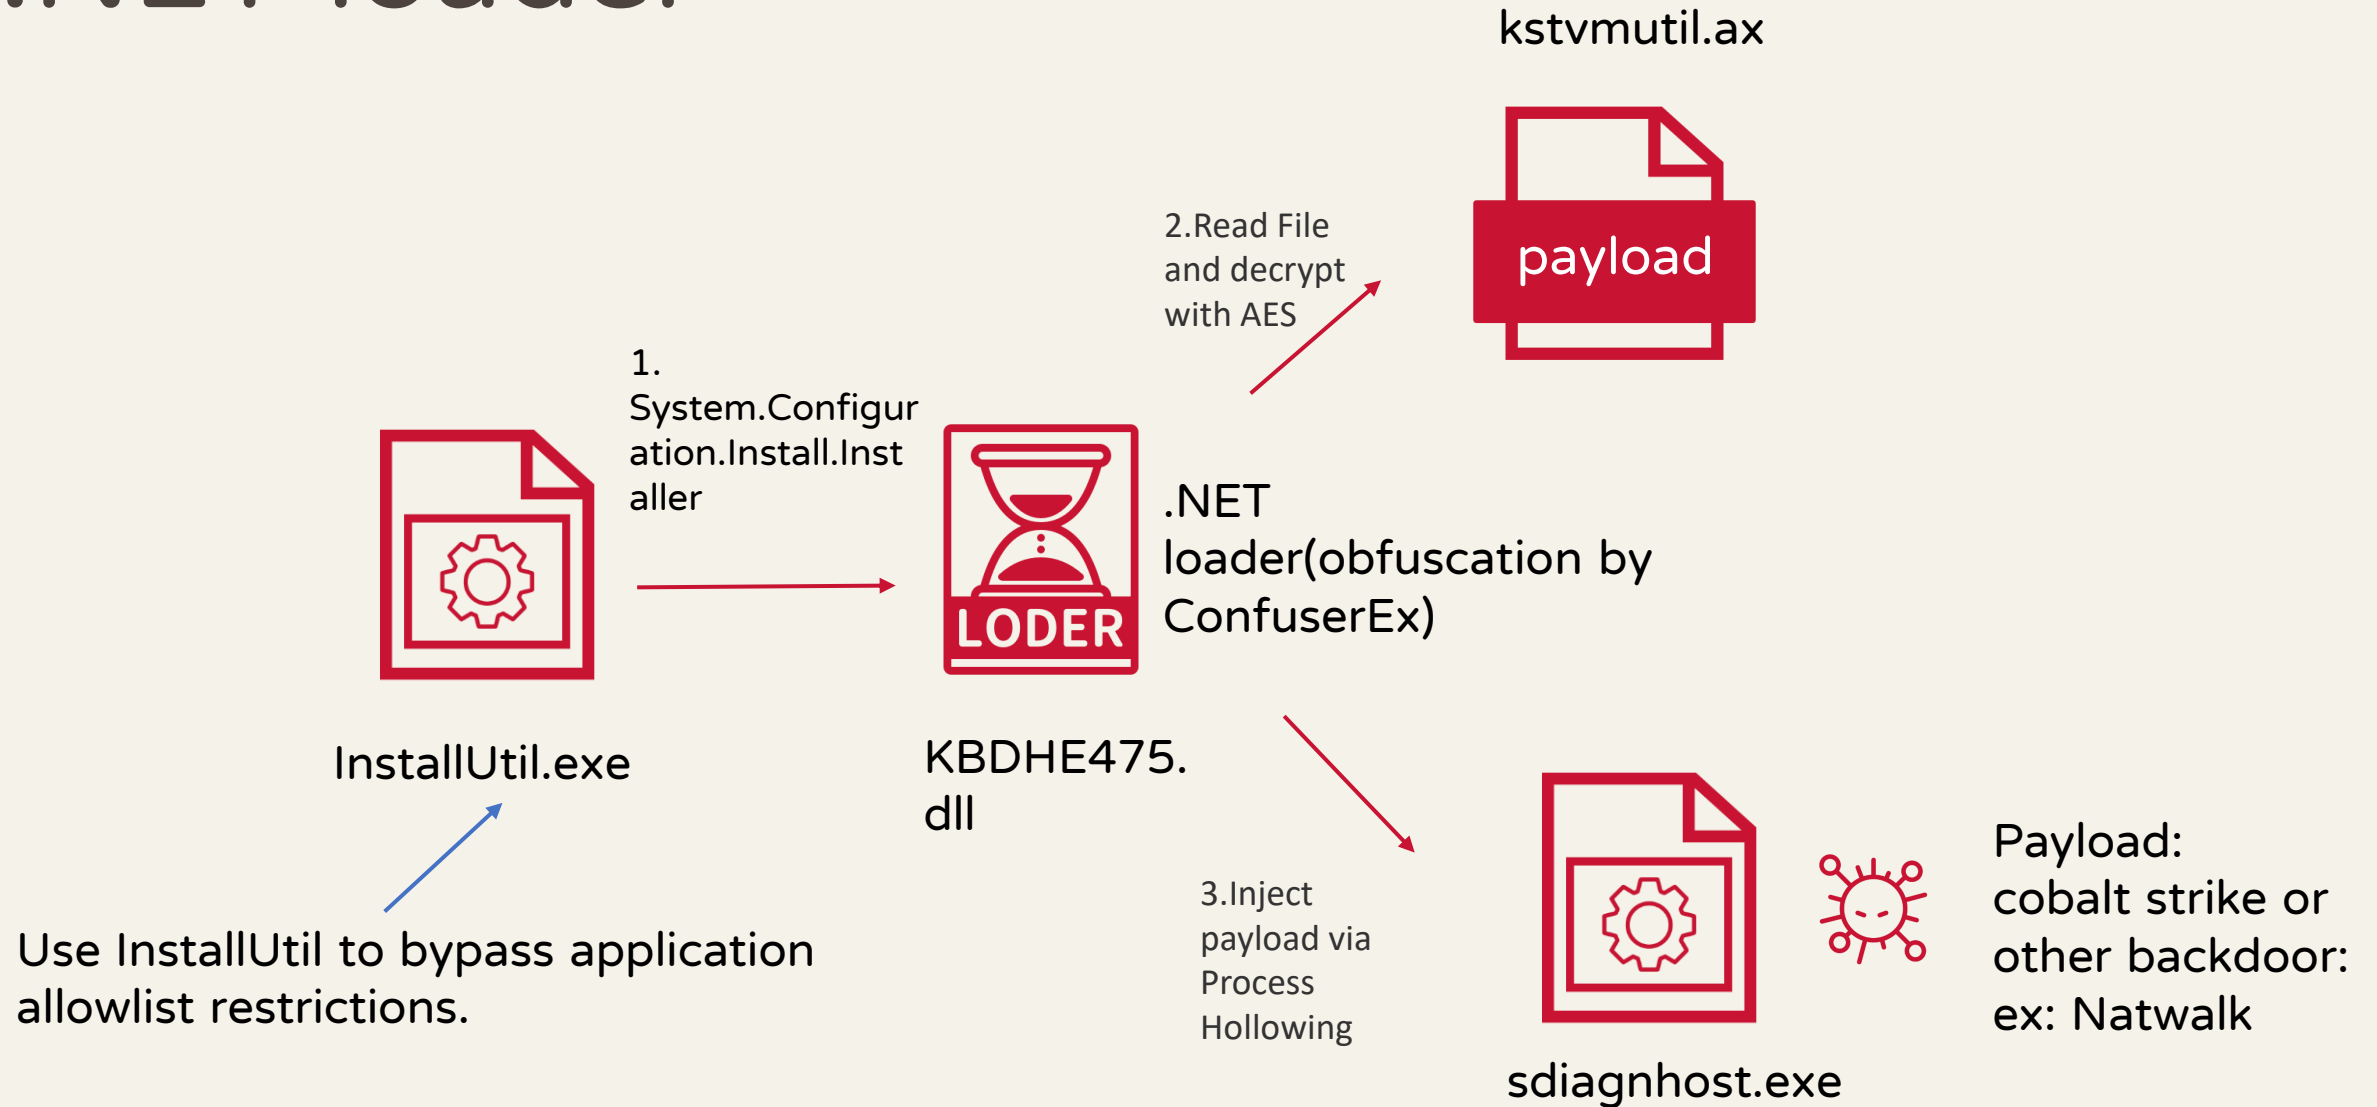 .NET loader
kstvmutil.ax
payload
2.Read File
and decrypt
with AES
1.
System.Configur
ation.Install.Inst
aller
LODER
.NET
loader(obfuscation by
ConfuserEx)
InstallUtil.exe
KBDHE475.
dll
Use InstallUtil to bypass application
allowlist restrictions.
3.Inject
payload via
Process
Hollowing
sdiagnhost.exe
Payload:
cobalt strike or
other backdoor:
ex: Natwalk